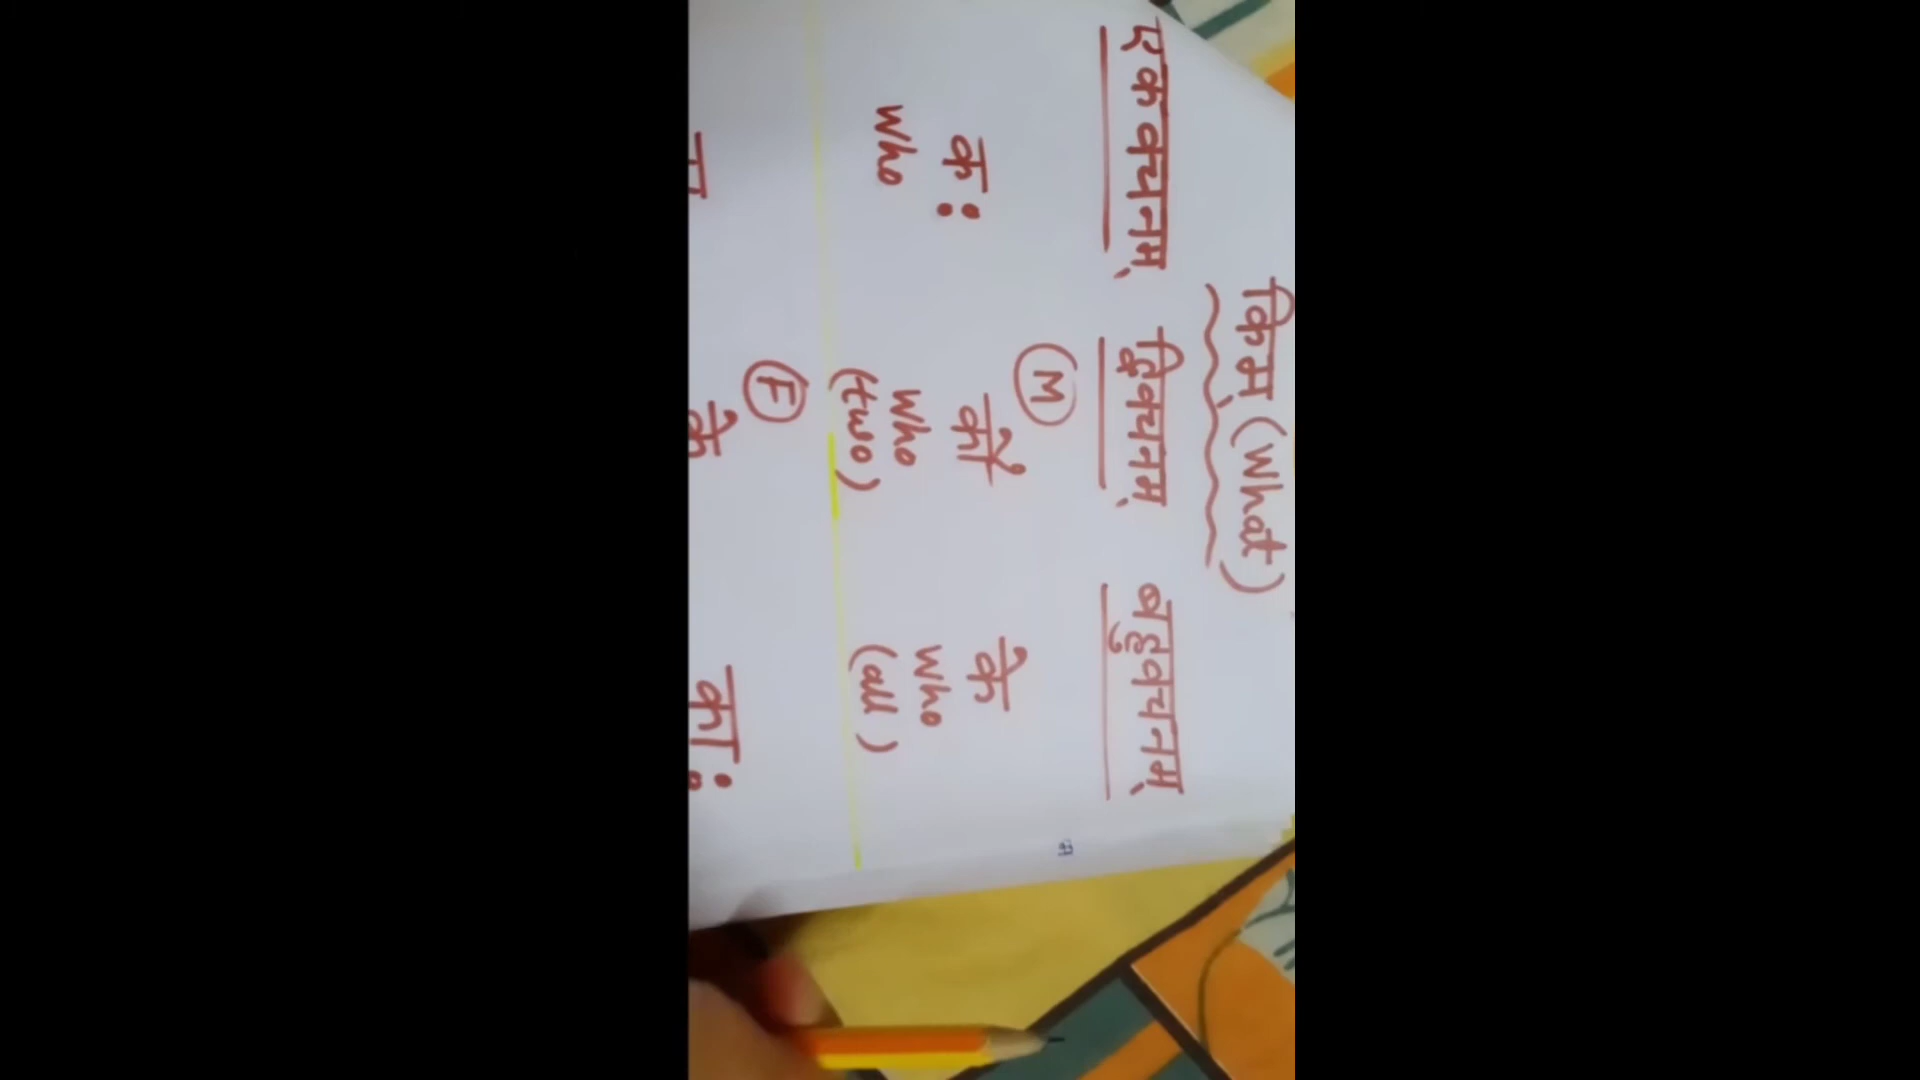 किम् (What)
एकवचनम् द्विवचनम् बहुवचनम्
(M)
कः कौ के
Who Who Who
(two) (all)
(F)
के काः